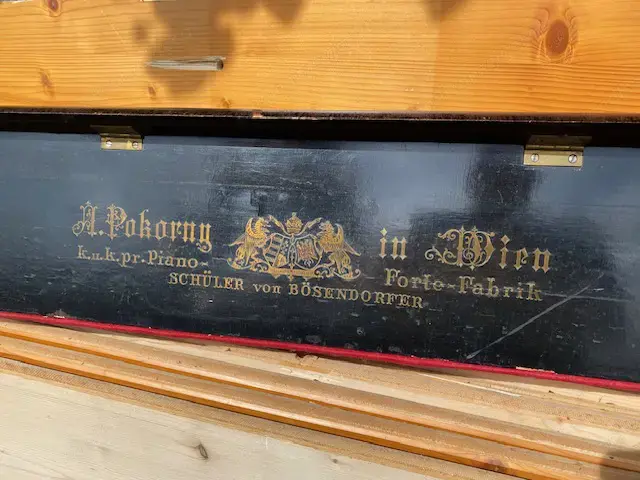 A. Pokorny in Wien
k.u.k.pr. Piano- Forte-Fabrik
SCHÜLER von BÖSENDORFER